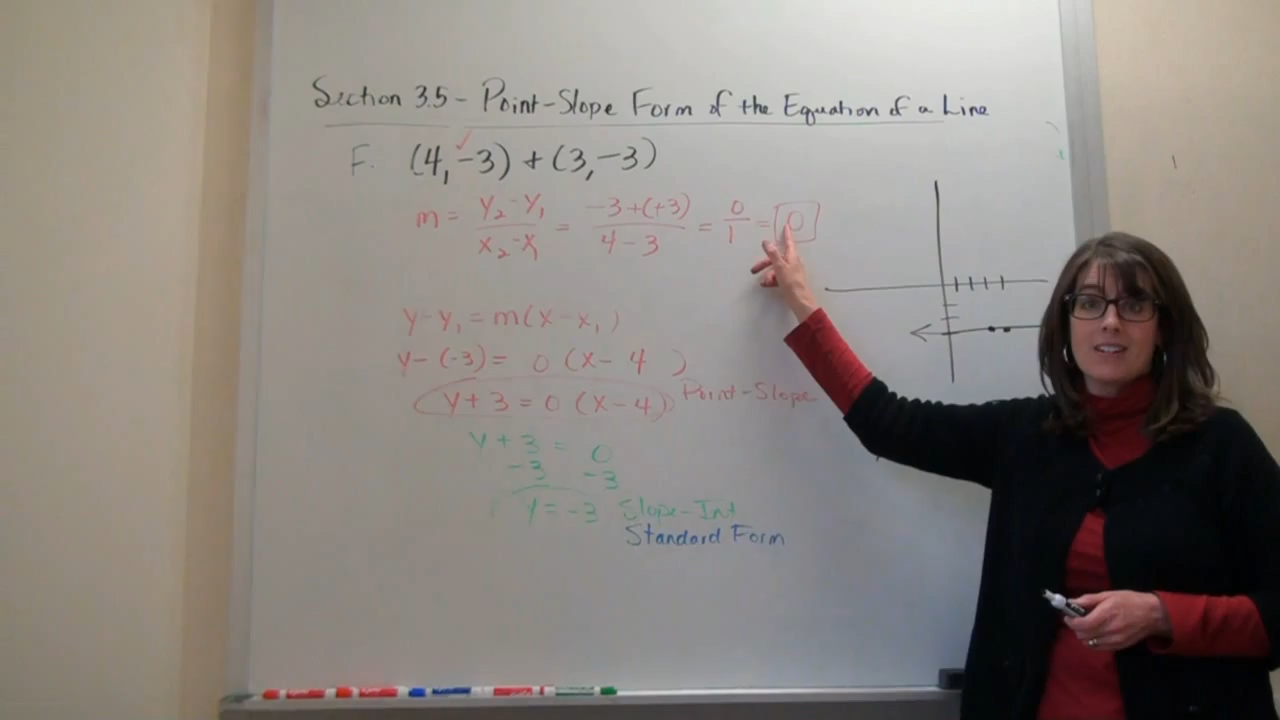 Section 3.5 - Point-Slope Form of the Equation of a Line
F. (4, -3) + (3, -3)
m = (y₂ - y₁)/(x₂ - x₁) = (-3 + (+3))/(4 - 3) = 0/1 = 0
y - y₁ = m(x - x₁)
y - (-3) = 0 (x - 4 )
y + 3 = 0 (x - 4) Point-Slope
y + 3 = 0
-3 -3
y = -3 Slope-Int
Standard Form